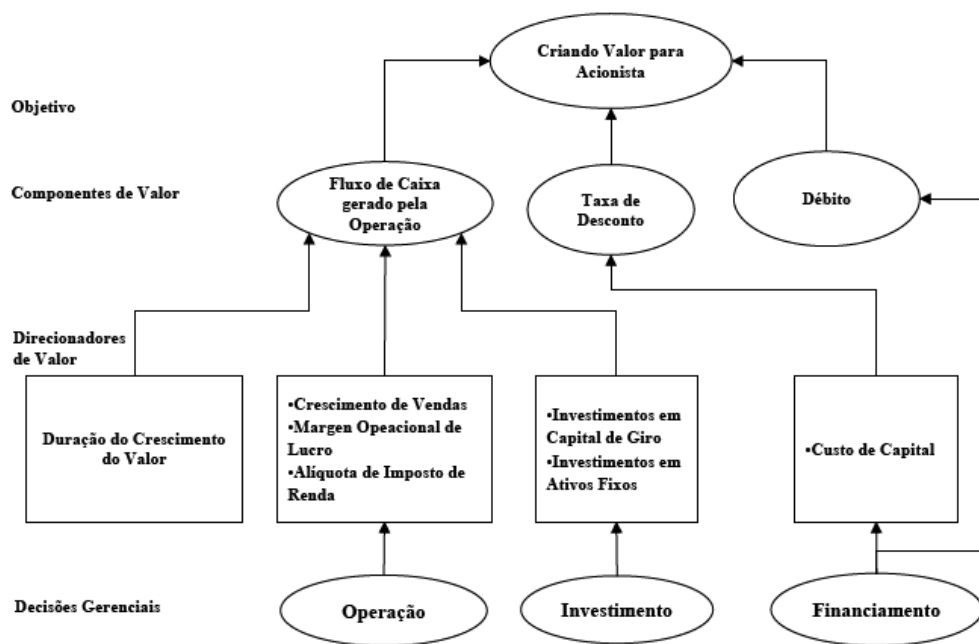 Criando Valor para
Acionista
Objetivo
Componentes de Valor
Fluxo de Caixa
gerado pela
Operação
Taxa de
Desconto
Débito
Direcionadores
de Valor
Duração do Crescimento
do Valor
•Crescimento de Vendas
•Margen Opeacional de
Lucro
•Alíquota de Imposto de
Renda
•Investimentos em
Capital de Giro
•Investimentos em
Ativos Fixos
•Custo de Capital
Decisões Gerenciais
Operação
Investimento
Financiamento